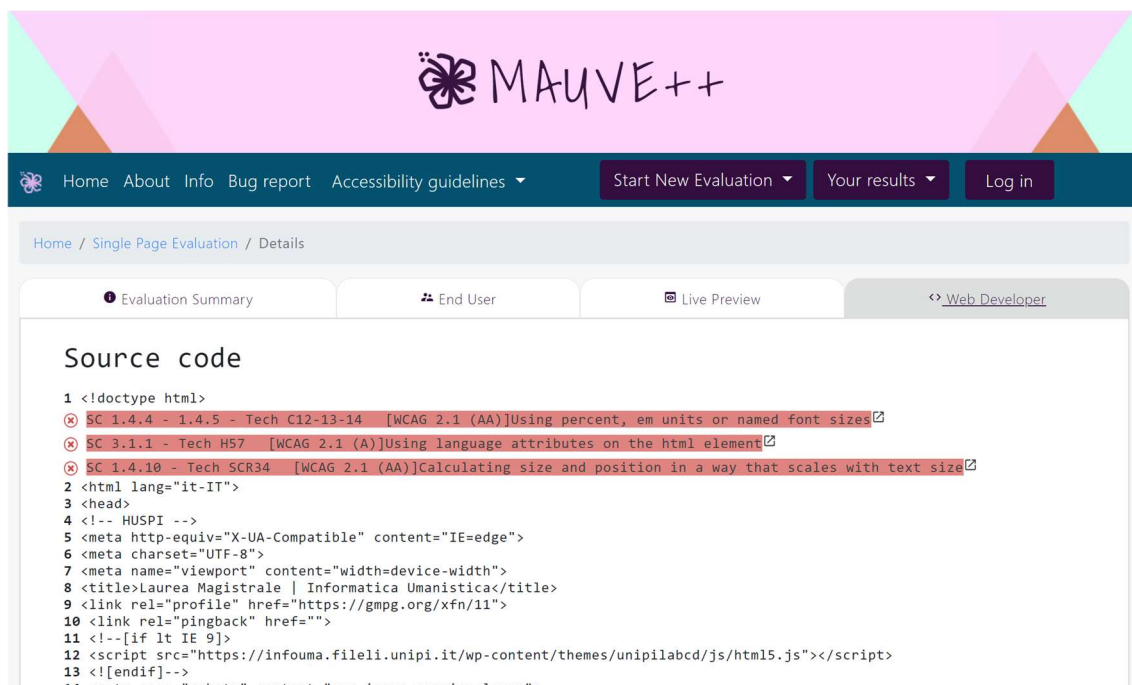 MAUVE++
Home About Info Bug report Accessibility guidelines Start New Evaluation Your results Log in
Home / Single Page Evaluation / Details
Evaluation Summary End User Live Preview <> Web Developer
Source code
1 <!doctype html>
SC 1.4.4 - 1.4.5 - Tech C12-13-14 [WCAG 2.1 (AA)]Using percent, em units or named font sizes
SC 3.1.1 - Tech H57 [WCAG 2.1 (A)]Using language attributes on the html element
SC 1.4.10 - Tech SCR34 [WCAG 2.1 (AA)]Calculating size and position in a way that scales with text size
2 <html lang="it-IT">
3 <head>
4 <!-- HUSPI -->
5 <meta http-equiv="X-UA-Compatible" content="IE=edge">
6 <meta charset="UTF-8">
7 <meta name="viewport" content="width=device-width">
8 <title>Laurea Magistrale | Informatica Umanistica</title>
9 <link rel="profile" href="https://gmpg.org/xfn/11">
10 <link rel="pingback" href="">
11 <!--[if lt IE 9]>
12 <script src="https://infouma.fileli.unipi.it/wp-content/themes/unipilabcd/js/html5.js"></script>
13 <![endif]-->